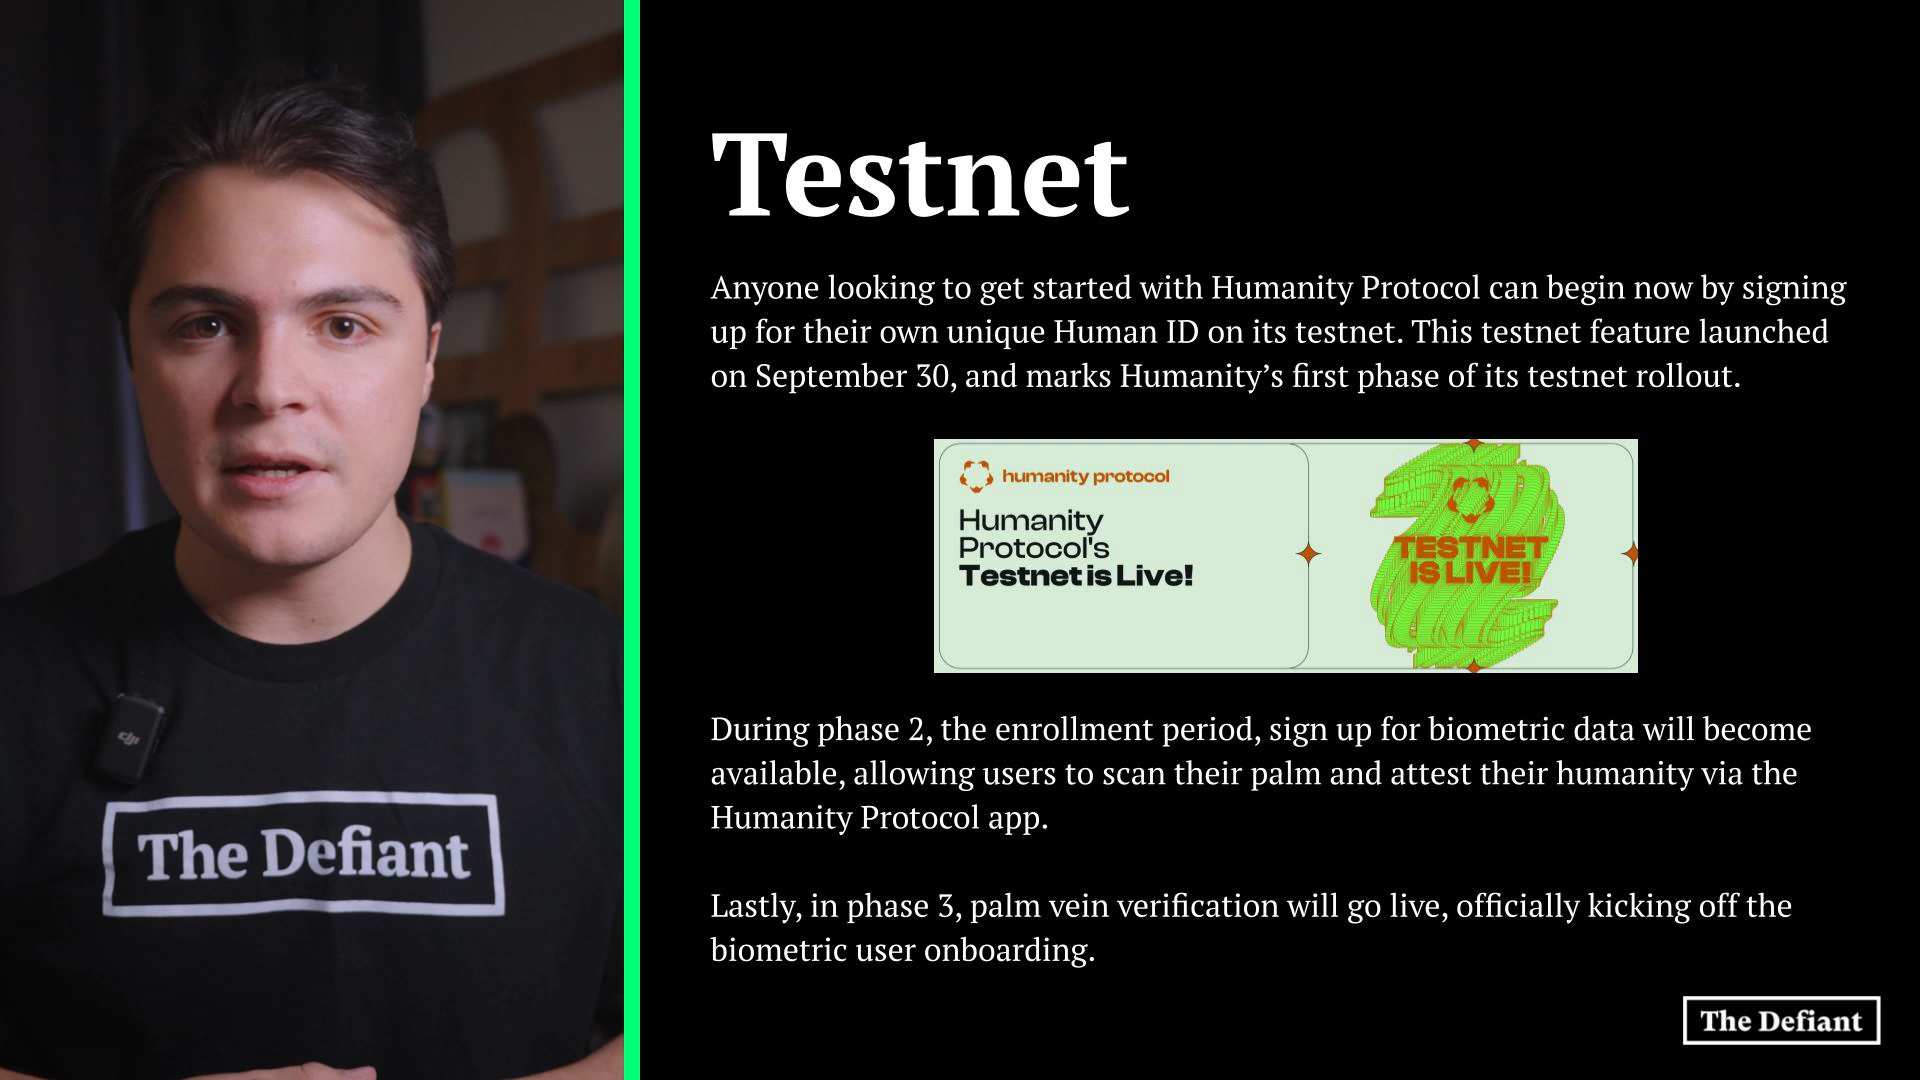 Testnet
Anyone looking to get started with Humanity Protocol can begin now by signing
up for their own unique Human ID on its testnet. This testnet feature launched
on September 30, and marks Humanity’s first phase of its testnet rollout.
humanity protocol
Humanity
Protocol's
Testnet is Live!
TESTNET
IS LIVE!
During phase 2, the enrollment period, sign up for biometric data will become
available, allowing users to scan their palm and attest their humanity via the
Humanity Protocol app.
Lastly, in phase 3, palm vein verification will go live, officially kicking off the
biometric user onboarding.
dji
The Defiant
The Defiant